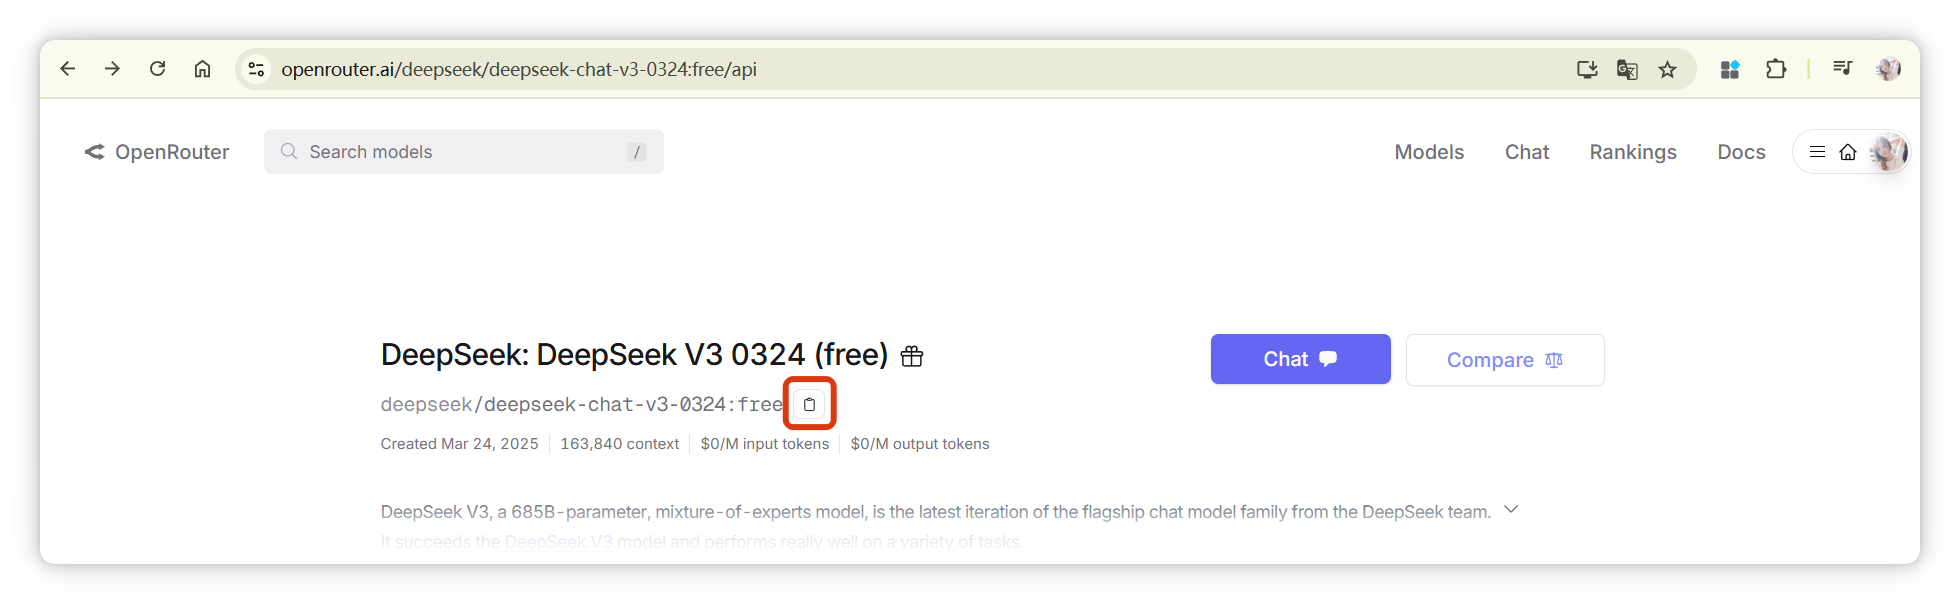 openrouter.ai/deepseek/deepseek-chat-v3-0324:free/api
OpenRouter
Search models
/
Models
Chat
Rankings
Docs
DeepSeek: DeepSeek V3 0324 (free)
Chat
Compare
deepseek/deepseek-chat-v3-0324:free
Created Mar 24, 2025
163,840 context
$0/M input tokens
$0/M output tokens
DeepSeek V3, a 685B-parameter, mixture-of-experts model, is the latest iteration of the flagship chat model family from the DeepSeek team.
It succeeds the DeepSeek V3 model and performs really well on a variety of tasks.